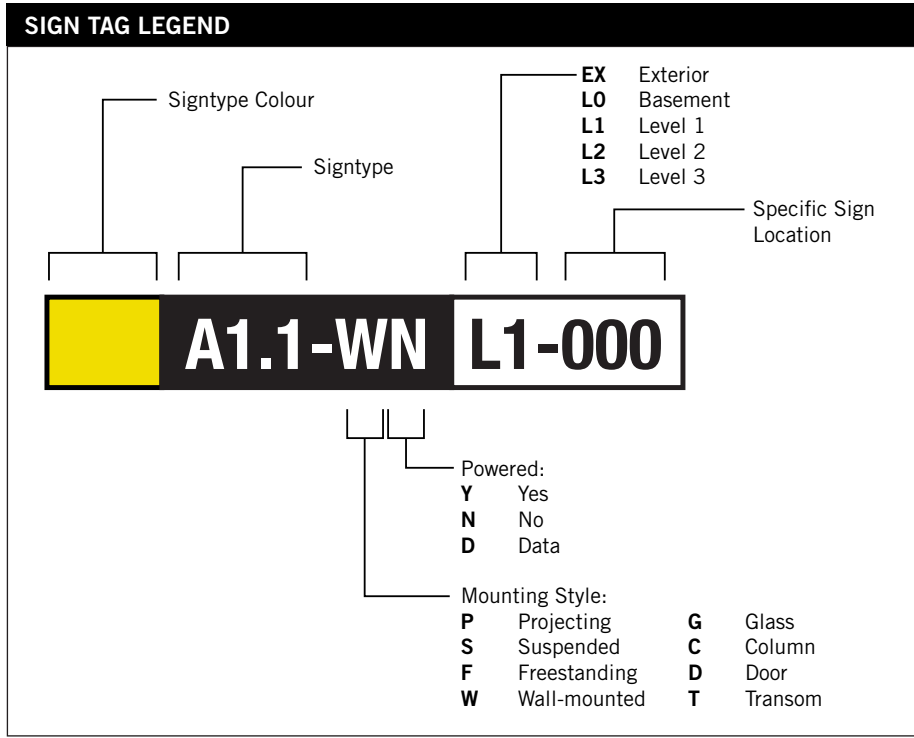 SIGN TAG LEGEND
EX Exterior
L0 Basement
L1 Level 1
L2 Level 2
L3 Level 3
Signtype Colour
Signtype
Specific Sign
Location
A1.1-WN L1-000
Powered:
Y Yes
N No
D Data
Mounting Style:
P Projecting G Glass
S Suspended C Column
F Freestanding D Door
W Wall-mounted T Transom